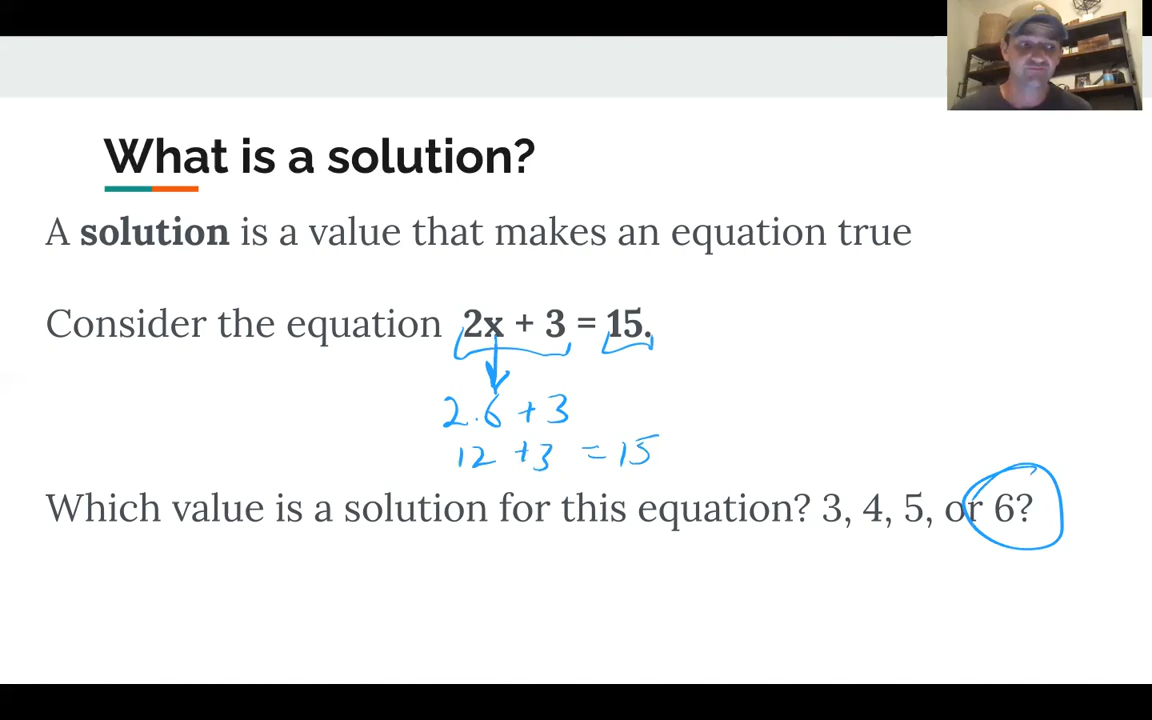 What is a solution?
A solution is a value that makes an equation true
Consider the equation 2x + 3 = 15.
2.6 + 3
12 + 3 = 15
Which value is a solution for this equation? 3, 4, 5, or 6?